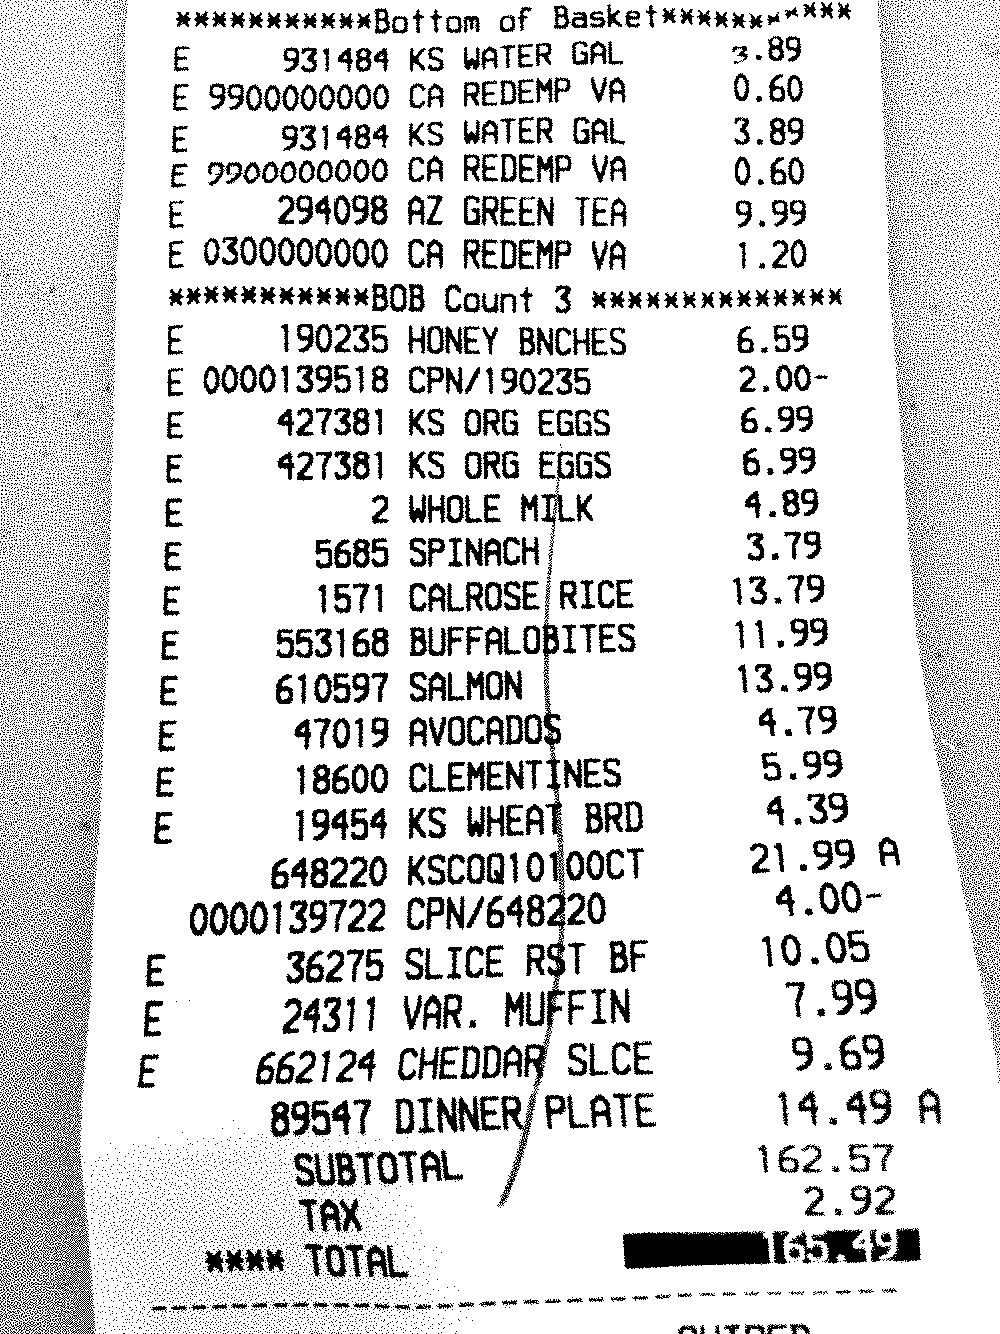 ***********Bottom of Basket***********
E 931484 KS WATER GAL 3.89
E 9900000000 CA REDEMP VA 0.60
E 931484 KS WATER GAL 3.89
E 9900000000 CA REDEMP VA 0.60
E 294098 AZ GREEN TEA 9.99
E 0300000000 CA REDEMP VA 1.20
***********BOB Count 3 **************
E 190235 HONEY BNCHES 6.59
E 0000139518 CPN/190235 2.00-
E 427381 KS ORG EGGS 6.99
E 427381 KS ORG EGGS 6.99
E 2 WHOLE MILK 4.89
E 5685 SPINACH 3.79
E 1571 CALROSE RICE 13.79
E 553168 BUFFALOBITES 11.99
E 610597 SALMON 13.99
E 47019 AVOCADOS 4.79
E 18600 CLEMENTINES 5.99
E 19454 KS WHEAT BRD 4.39
648220 KSCOQ10100CT 21.99 A
0000139722 CPN/648220 4.00-
E 36275 SLICE RST BF 10.05
E 24311 VAR. MUFFIN 7.99
E 662124 CHEDDAR SLCE 9.69
89547 DINNER PLATE 14.49 A
SUBTOTAL 162.57
TAX 2.92
**** TOTAL 165.49